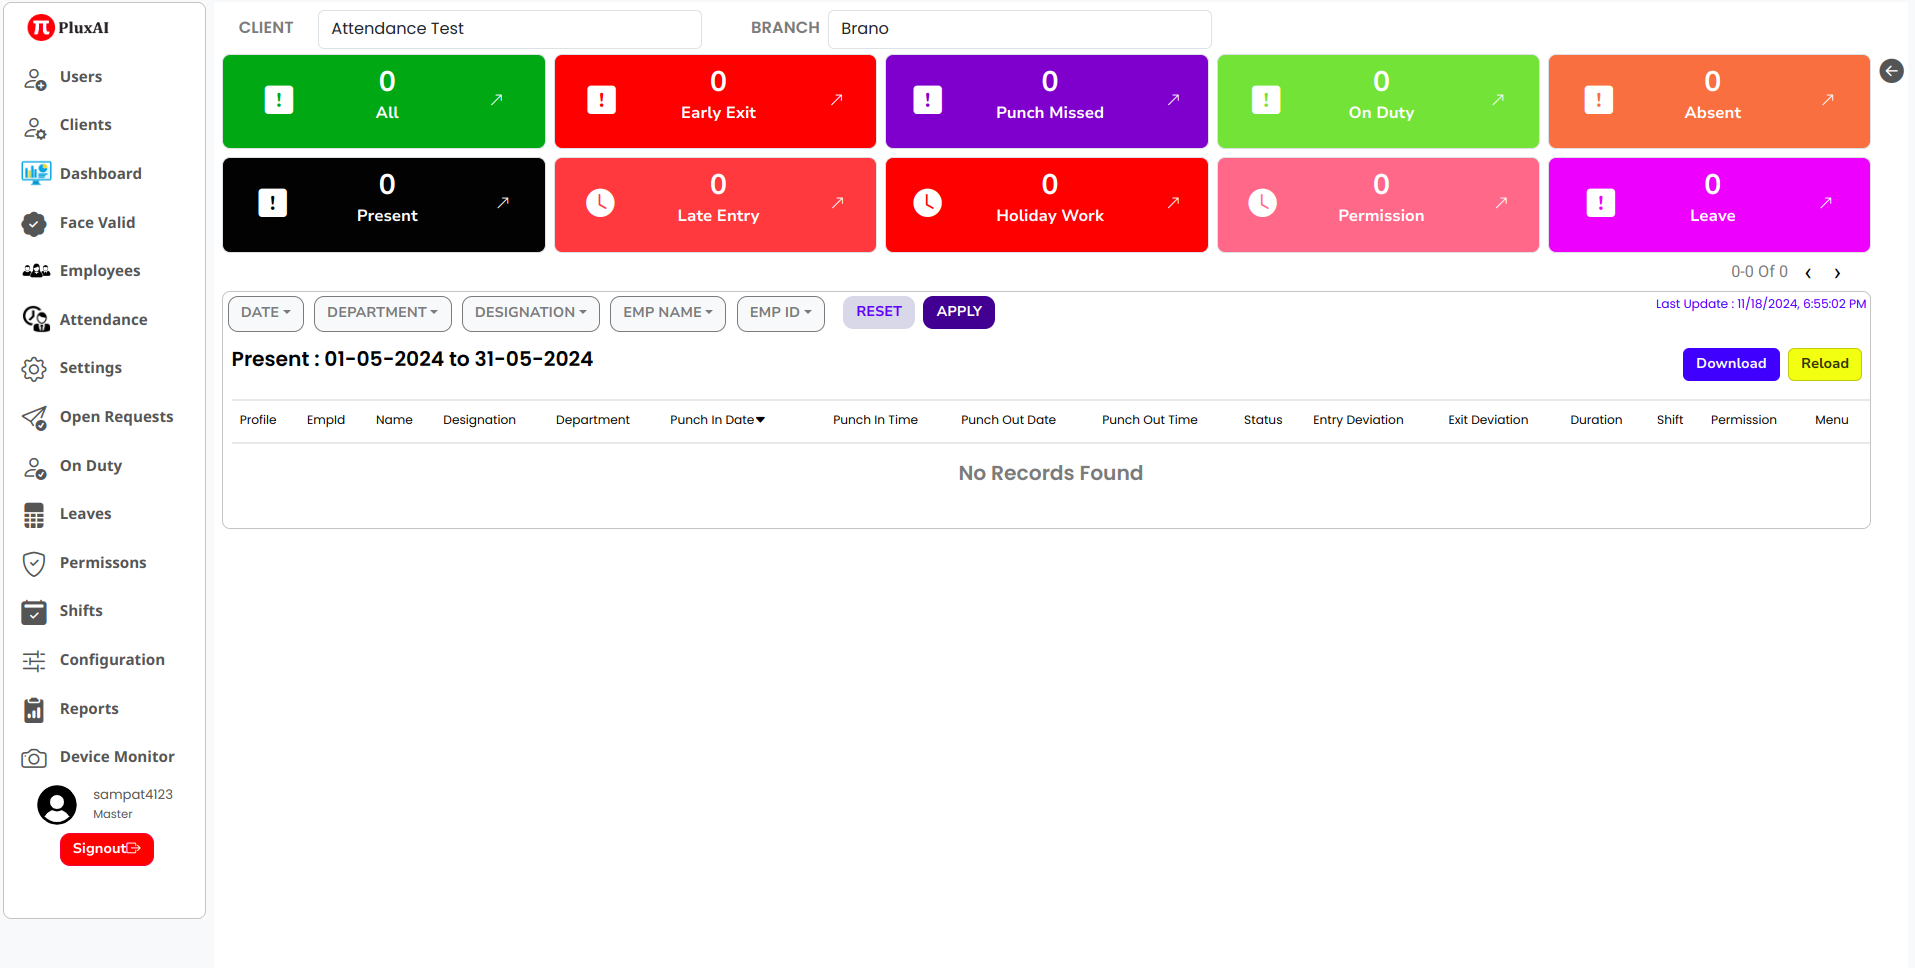 PluxAI
Users
Clients
Dashboard
Face Valid
Employees
Attendance
Settings
Open Requests
On Duty
Leaves
Permissons
Shifts
Configuration
Reports
Device Monitor
sampat4123
Master
Signout
CLIENT Attendance Test BRANCH Brano
0 All
0 Early Exit
0 Punch Missed
0 On Duty
0 Absent
0 Present
0 Late Entry
0 Holiday Work
0 Permission
0 Leave
0-0 Of 0 ‹ ›
DATE DEPARTMENT DESIGNATION EMP NAME EMP ID RESET APPLY
Last Update : 11/18/2024, 6:55:02 PM
Present : 01-05-2024 to 31-05-2024
Download Reload
Profile EmpId Name Designation Department Punch In Date Punch In Time Punch Out Date Punch Out Time Status Entry Deviation Exit Deviation Duration Shift Permission Menu
No Records Found